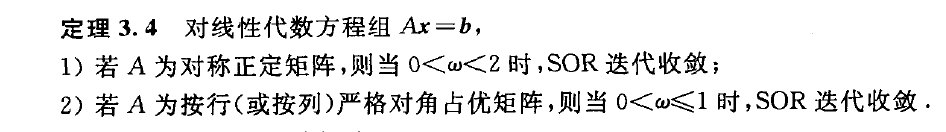 定理 3.4 对线性代数方程组 Ax=b,
1) 若 A 为对称正定矩阵,则当 0<ω<2 时,SOR 迭代收敛;
2) 若 A 为按行(或按列)严格对角占优矩阵,则当 0<ω⩽1 时,SOR 迭代收敛.